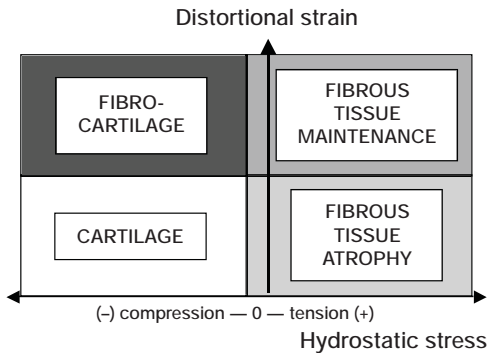 Distortional strain
FIBRO-
CARTILAGE
FIBROUS
TISSUE
MAINTENANCE
CARTILAGE
FIBROUS
TISSUE
ATROPHY
(–) compression — 0 — tension (+)
Hydrostatic stress